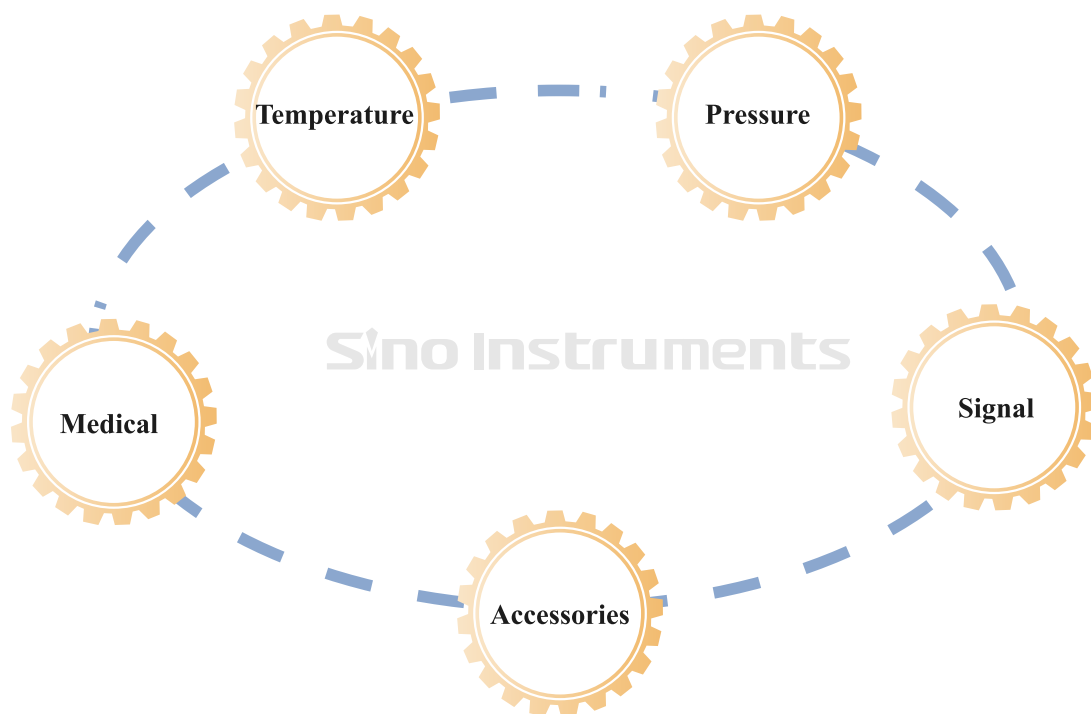 Temperature
Pressure
Sino Instruments
Medical
Signal
Accessories